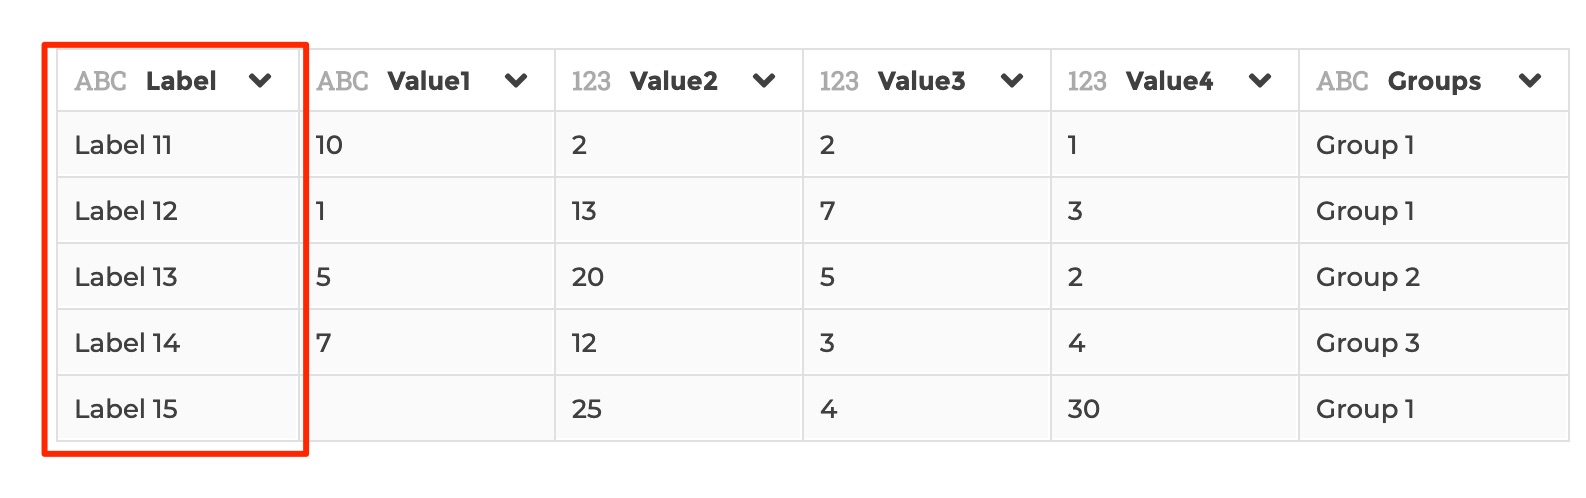 ABC Label ABC Value1 123 Value2 123 Value3 123 Value4 ABC Groups
Label 11 10 2 2 1 Group 1
Label 12 1 13 7 3 Group 1
Label 13 5 20 5 2 Group 2
Label 14 7 12 3 4 Group 3
Label 15 25 4 30 Group 1